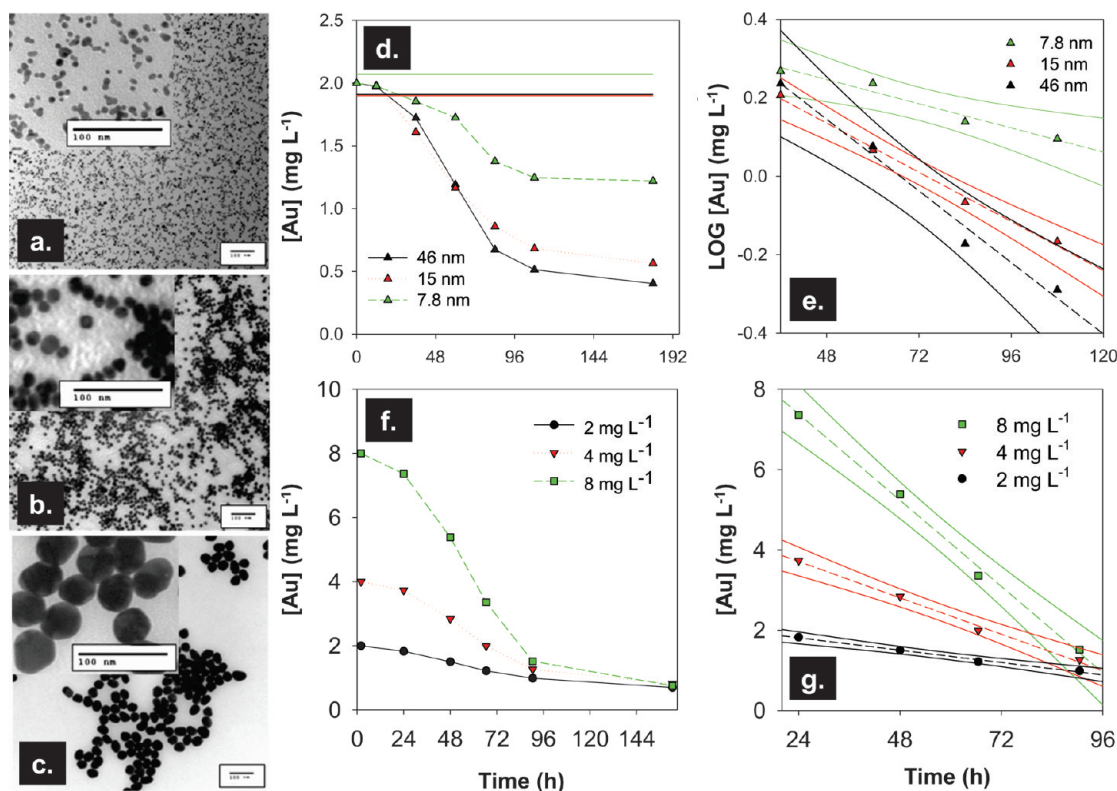 100 nm
a.
100 nm
100 nm
b.
100 nm
100 nm
c.
100 nm
d.
[Au] (mg L-1)
2.5
2.0
1.5
1.0
0.5
0.0
46 nm
15 nm
7.8 nm
0 48 96 144 192
e.
LOG [Au] (mg L-1)
0.4
0.2
0.0
-0.2
-0.4
7.8 nm
15 nm
46 nm
48 72 96 120
f.
[Au] (mg L-1)
10
8
6
4
2
0
2 mg L-1
4 mg L-1
8 mg L-1
0 24 48 72 96 120 144
Time (h)
g.
[Au] (mg L-1)
8
6
4
2
0
8 mg L-1
4 mg L-1
2 mg L-1
24 48 72 96
Time (h)